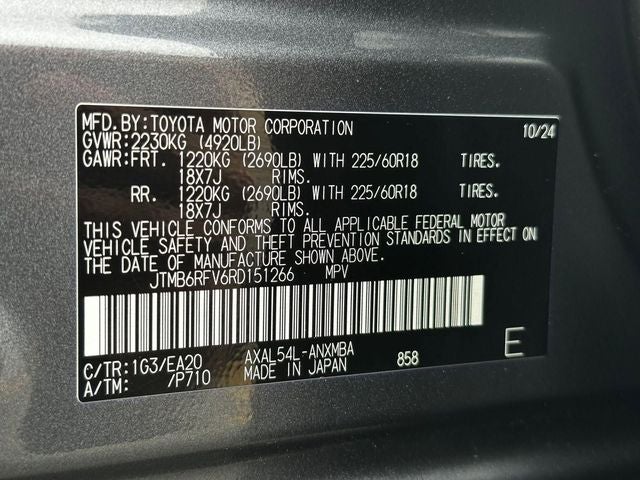 MFD.BY:TOYOTA MOTOR CORPORATION 10/24
GVWR:2230KG (4920LB)
GAWR:FRT. 1220KG (2690LB) WITH 225/60R18 TIRES.
18X7J RIMS.
RR. 1220KG (2690LB) WITH 225/60R18 TIRES.
18X7J RIMS.
THIS VEHICLE CONFORMS TO ALL APPLICABLE FEDERAL MOTOR
VEHICLE SAFETY AND THEFT PREVENTION STANDARDS IN EFFECT ON
THE DATE OF MANUFACTURE SHOWN ABOVE.
JTMB6RFV6RD151266 MPV
C/TR:1G3/EA20 AXAL54L-ANXMBA 858 E
A/TM: /P710 MADE IN JAPAN